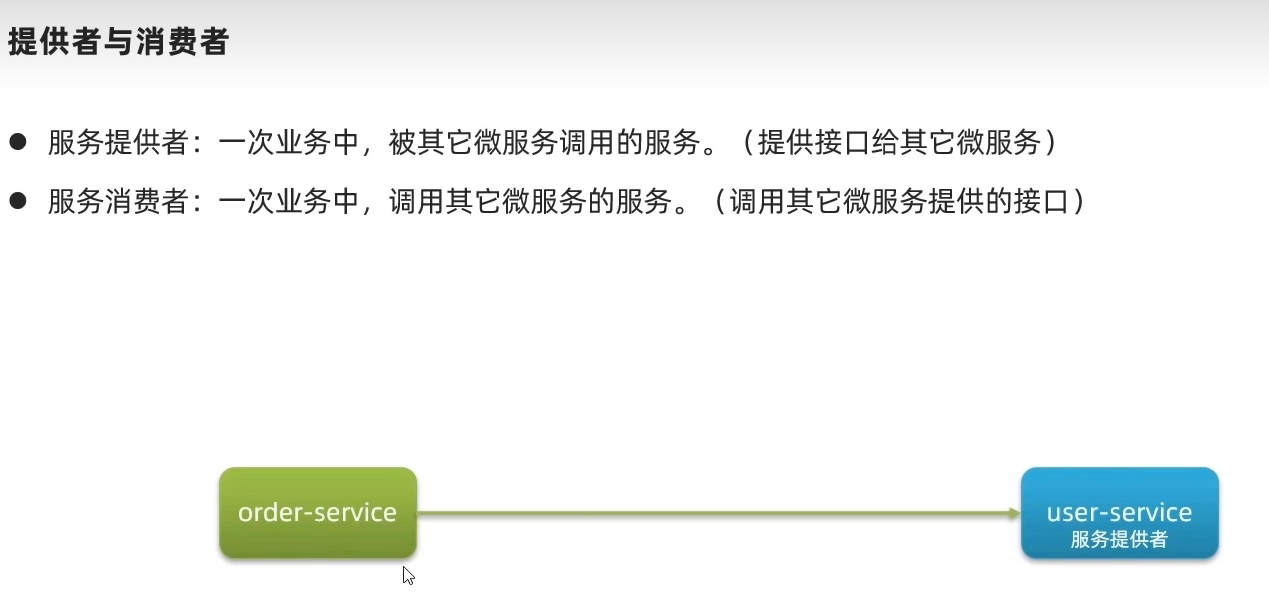 提供者与消费者
服务提供者：一次业务中，被其它微服务调用的服务。（提供接口给其它微服务）
服务消费者：一次业务中，调用其它微服务的服务。（调用其它微服务提供的接口）
order-service
user-service
服务提供者